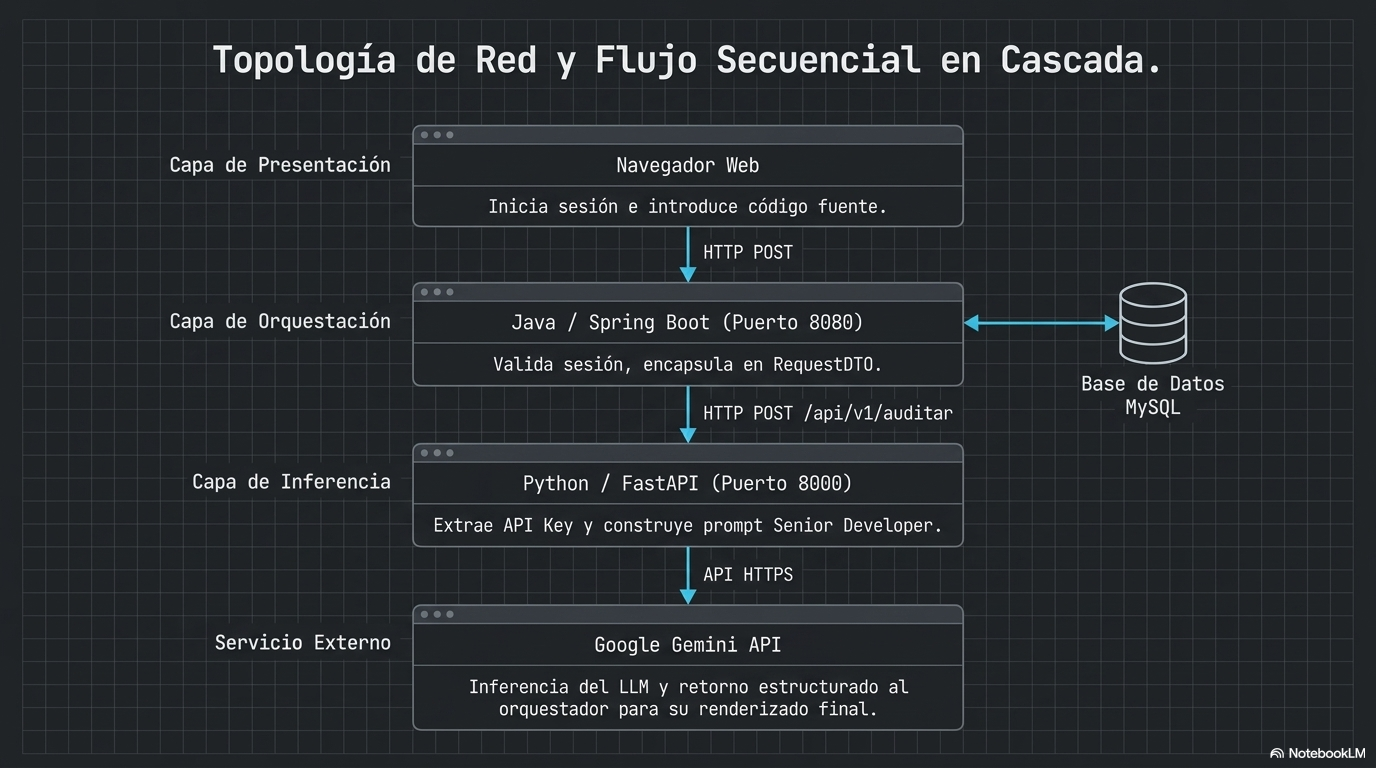 Topología de Red y Flujo Secuencial en Cascada.
Capa de Presentación
Navegador Web
Inicia sesión e introduce código fuente.
HTTP POST
Capa de Orquestación
Java / Spring Boot (Puerto 8080)
Valida sesión, encapsula en RequestDTO.
Base de Datos
MySQL
HTTP POST /api/v1/auditar
Capa de Inferencia
Python / FastAPI (Puerto 8000)
Extrae API Key y construye prompt Senior Developer.
API HTTPS
Servicio Externo
Google Gemini API
Inferencia del LLM y retorno estructurado al
orquestador para su renderizado final.
NotebookLM